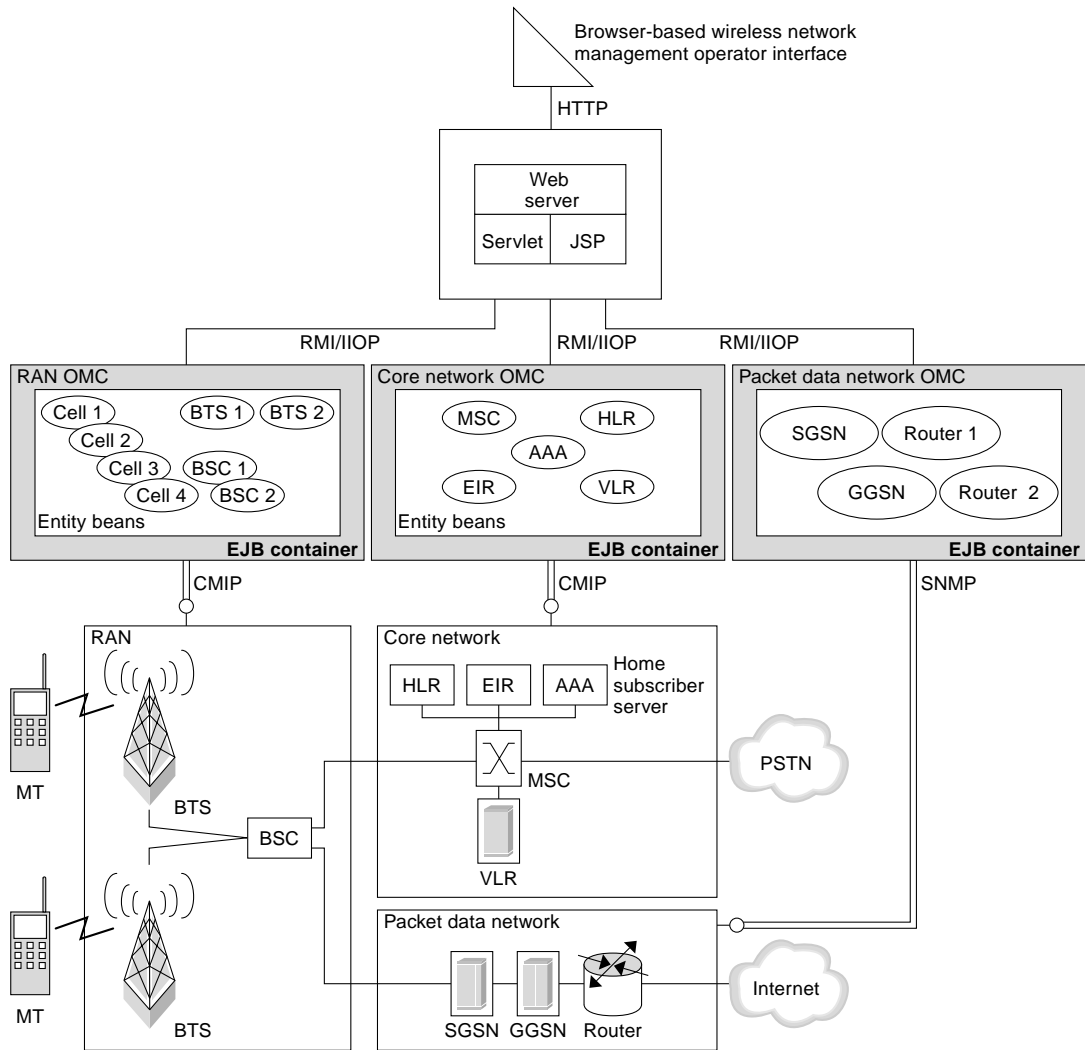 Browser-based wireless network
management operator interface
HTTP
Web
server
Servlet
JSP
RMI/IIOP
RMI/IIOP
RMI/IIOP
RAN OMC
Cell 1
Cell 2
Cell 3
Cell 4
BTS 1
BTS 2
BSC 1
BSC 2
Entity beans
EJB container
Core network OMC
MSC
HLR
AAA
EIR
VLR
Entity beans
EJB container
Packet data network OMC
SGSN
Router 1
GGSN
Router 2
EJB container
CMIP
CMIP
SNMP
RAN
MT
BTS
BSC
MT
BTS
Core network
HLR
EIR
AAA
Home
subscriber
server
MSC
VLR
PSTN
Packet data network
SGSN
GGSN
Router
Internet